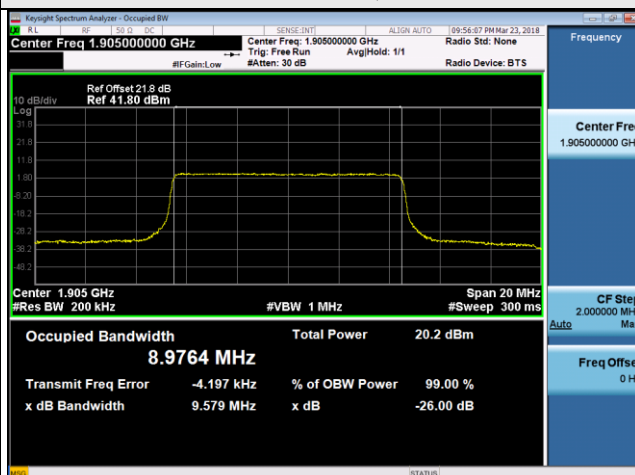 Keysight Spectrum Analyzer - Occupied BW
RL RF 50 Ω DC SENSE:INT ALIGN AUTO 09:56:07 PM Mar 23, 2018
Center Freq 1.905000000 GHz Center Freq: 1.905000000 GHz Radio Std: None
Trig: Free Run Avg|Hold: 1/1
#IFGain:Low #Atten: 30 dB Radio Device: BTS
Frequency
Ref Offset 21.8 dB
10 dB/div Ref 41.80 dBm
Log
31.8
21.8
11.8
1.80
-8.20
-18.2
-28.2
-38.2
-48.2
Center 1.905 GHz Span 20 MHz
#Res BW 200 kHz #VBW 1 MHz #Sweep 300 ms
Occupied Bandwidth Total Power 20.2 dBm
8.9764 MHz
Transmit Freq Error -4.197 kHz % of OBW Power 99.00 %
x dB Bandwidth 9.579 MHz x dB -26.00 dB
Center Fre
1.905000000 GH
CF Step
2.000000 MH
Auto Ma
Freq Offse
0 H
MSG STATUS